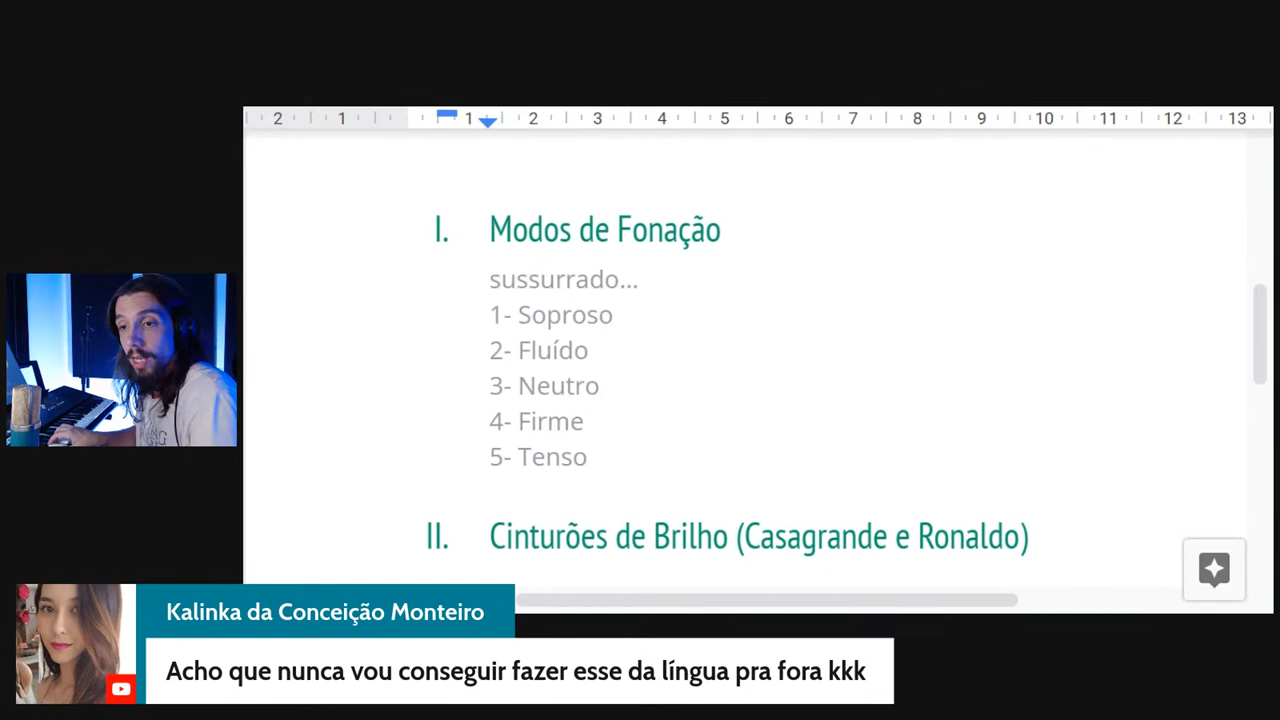 2 1 1 2 3 4 5 6 7 8 9 10 11 12 13
I. Modos de Fonação
sussurrado...
1- Soproso
2- Fluído
3- Neutro
4- Firme
5- Tenso
II. Cinturões de Brilho (Casagrande e Ronaldo)
Kalinka da Conceição Monteiro
Acho que nunca vou conseguir fazer esse da língua pra fora kkk